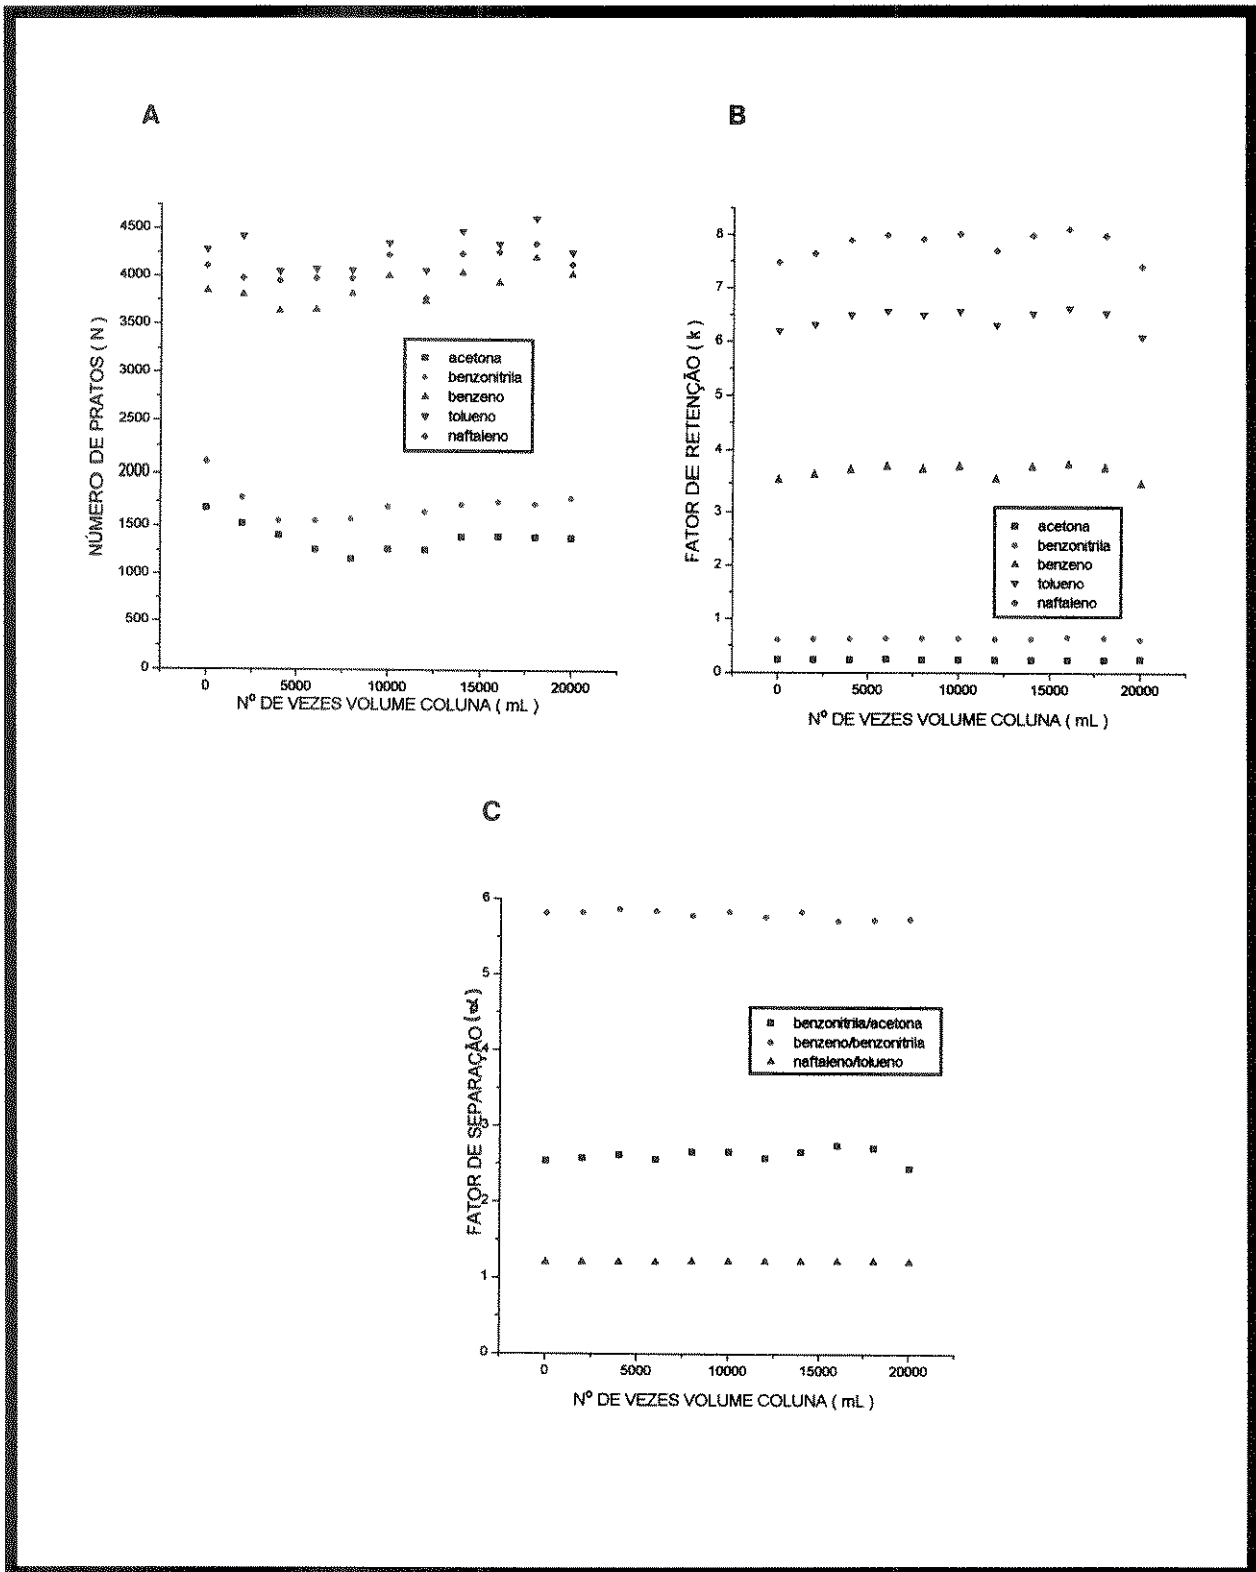 A
NÚMERO DE PRATOS ( N )
4500
4000
3500
3000
2500
2000
1500
1000
500
0
acetona
benzonitrila
benzeno
tolueno
naftaleno
0 5000 10000 15000 20000
Nº DE VEZES VOLUME COLUNA ( mL )
B
FATOR DE RETENÇÃO ( k )
8
7
6
5
4
3
2
1
0
acetona
benzonitrila
benzeno
tolueno
naftaleno
0 5000 10000 15000 20000
Nº DE VEZES VOLUME COLUNA ( mL )
C
FATOR DE SEPARAÇÃO ( α )
6
5
4
3
2
1
0
benzonitrila/acetona
benzeno/benzonitrila
naftaleno/tolueno
0 5000 10000 15000 20000
Nº DE VEZES VOLUME COLUNA ( mL )